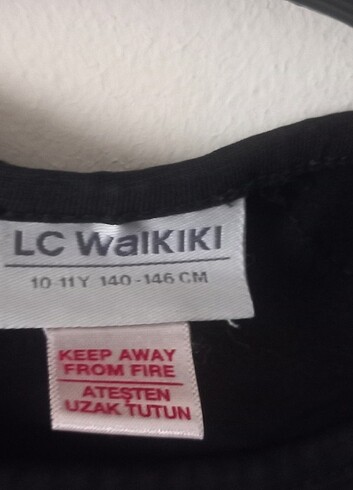 LC WaIKIKI
10-11Y 140-146 CM
KEEP AWAY
FROM FIRE
ATEŞTEN
UZAK TUTUN